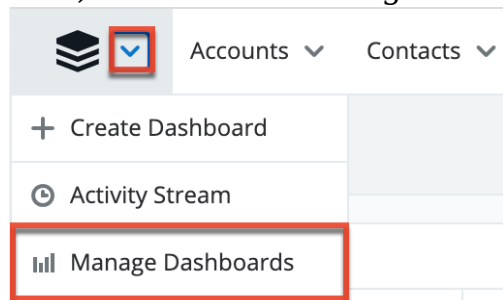 Accounts Contacts
Create Dashboard
Activity Stream
Manage Dashboards